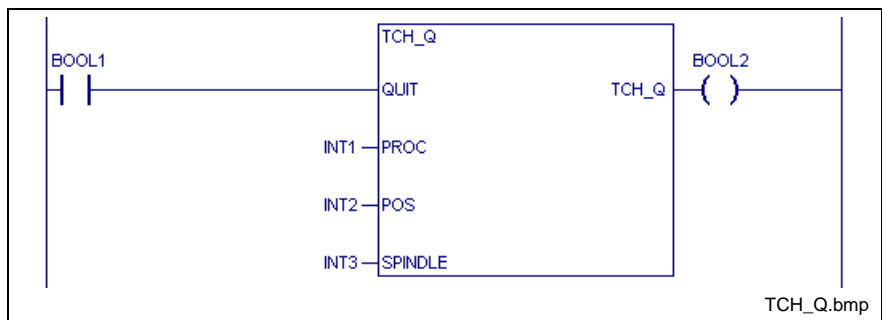 TCH_Q
BOOL1
BOOL2
QUIT
TCH_Q
INT1
PROC
INT2
POS
INT3
SPINDLE
TCH_Q.bmp